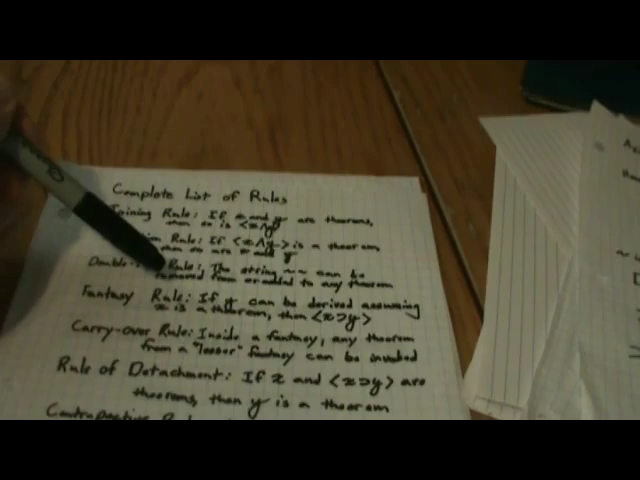 Complete List of Rules
Joining Rule: If x and y are theorems,
then so is <x∧y>
Rule: If <x∧y> is a theorem
then so are x and y
Double- Rule: The string ~~ can be
removed from or added to any theorem
Fantasy Rule: If y can be derived assuming
x is a theorem, then <x⊃y>
Carry-over Rule: Inside a fantasy, any theorem
from a "lesser" fantasy can be invoked
Rule of Detachment: If x and <x⊃y> are
theorems, then y is a theorem